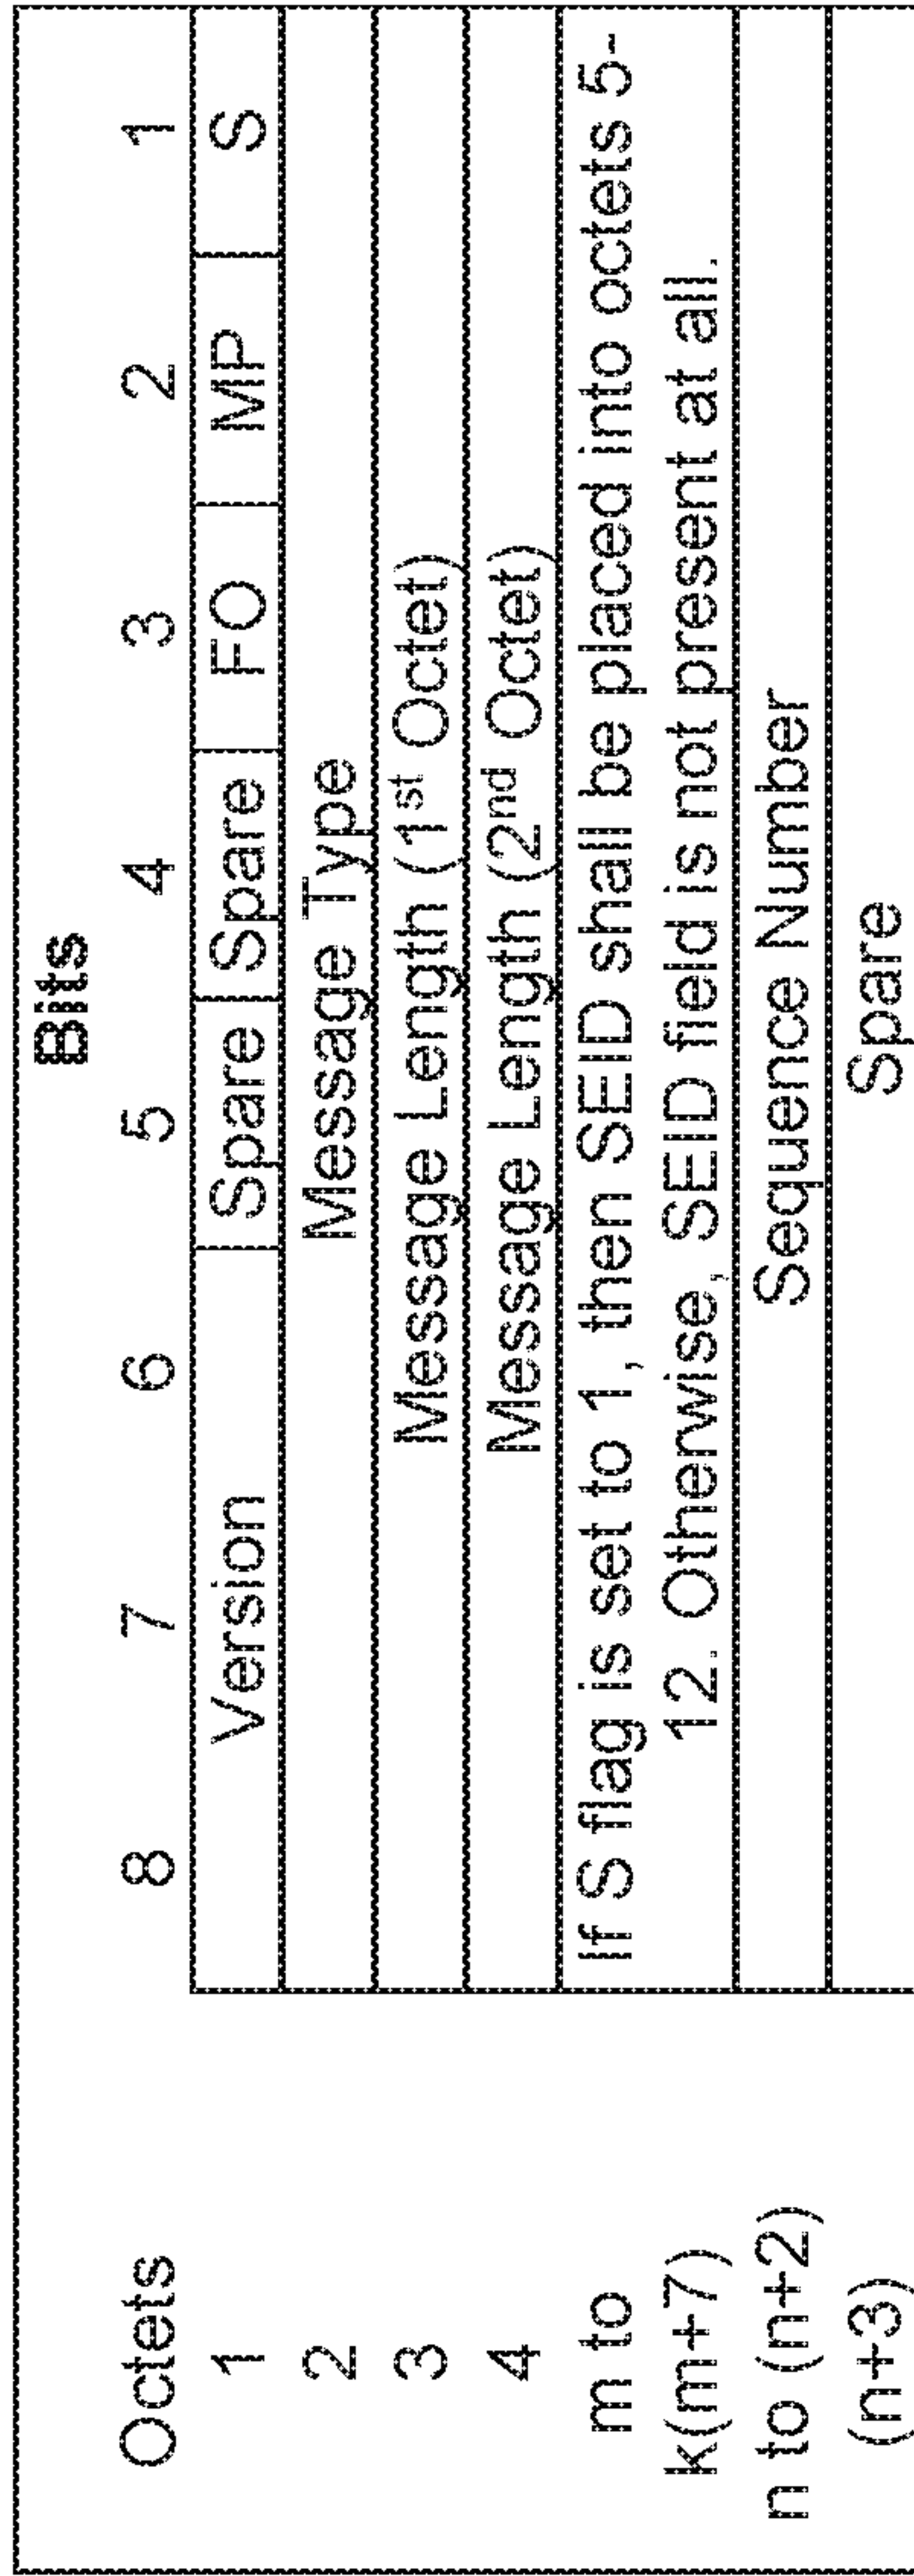 Bits
Octets 8 7 6 5 4 3 2 1
1 Version Spare Spare FO MP S
2 Message Type
3 Message Length (1st Octet)
4 Message Length (2nd Octet)
m to If S flag is set to 1, then SEID shall be placed into octets 5-
k(m+7) 12. Otherwise, SEID field is not present at all.
n to (n+2) Sequence Number
(n+3) Spare